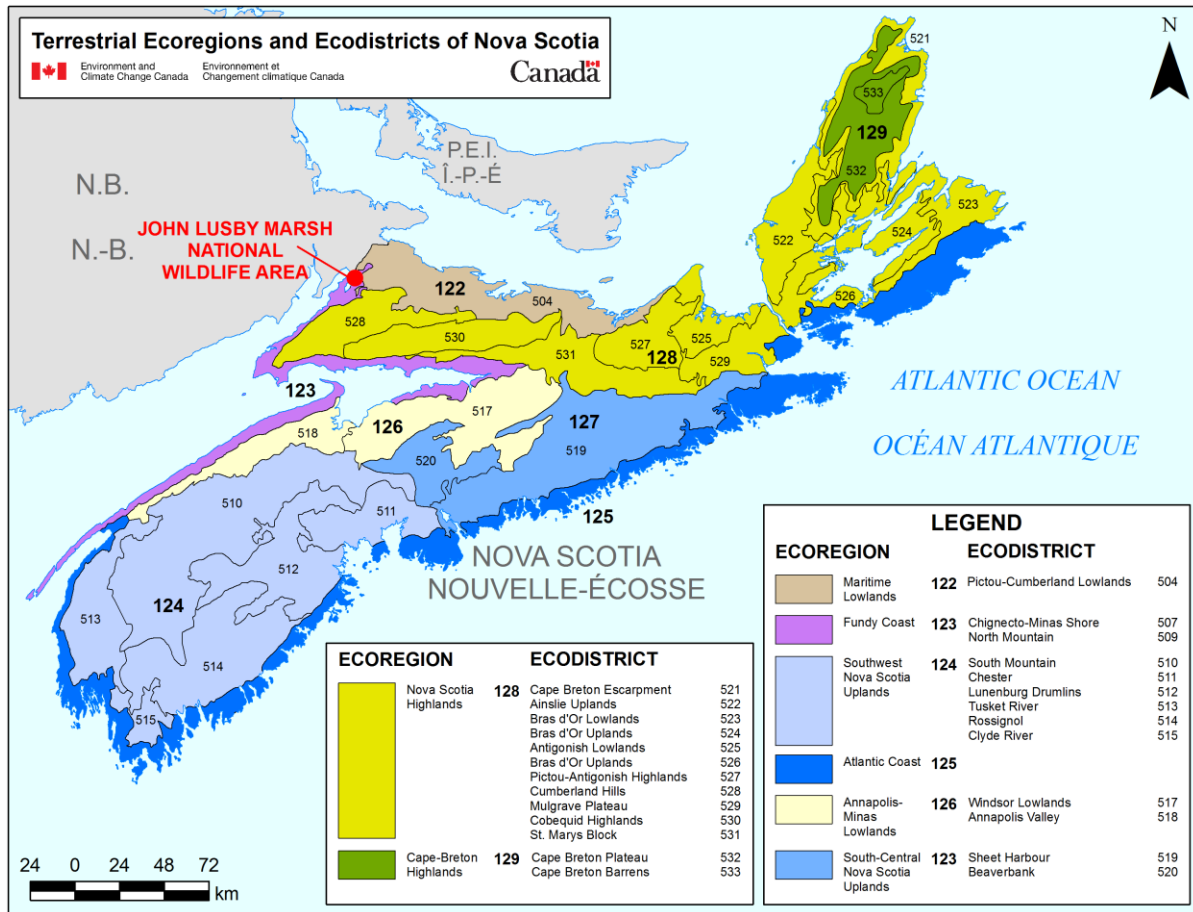 Terrestrial Ecoregions and Ecodistricts of Nova Scotia
Environment and
Climate Change Canada
Environnement et
Changement climatique Canada
Canada
N
N.B.
N.-B.
P.E.I.
Î.-P.-É
JOHN LUSBY MARSH
NATIONAL
WILDLIFE AREA
521
533
129
532
523
522
524
526
122
504
528
530
527
525
128
531
529
123
517
518
126
127
519
520
510
511
125
512
124
513
514
515
ATLANTIC OCEAN
OCÉAN ATLANTIQUE
NOVA SCOTIA
NOUVELLE-ÉCOSSE
ECOREGION ECODISTRICT
Nova Scotia 128 Cape Breton Escarpment 521
Highlands Ainslie Uplands 522
Bras d'Or Lowlands 523
Bras d'Or Uplands 524
Antigonish Lowlands 525
Bras d'Or Uplands 526
Pictou-Antigonish Highlands 527
Cumberland Hills 528
Mulgrave Plateau 529
Cobequid Highlands 530
St. Marys Block 531
Cape-Breton 129 Cape Breton Plateau 532
Highlands Cape Breton Barrens 533
LEGEND
ECOREGION ECODISTRICT
Maritime 122 Pictou-Cumberland Lowlands 504
Lowlands
Fundy Coast 123 Chignecto-Minas Shore 507
North Mountain 509
Southwest 124 South Mountain 510
Nova Scotia Chester 511
Uplands Lunenburg Drumlins 512
Tusket River 513
Rossignol 514
Clyde River 515
Atlantic Coast 125
Annapolis- 126 Windsor Lowlands 517
Minas Annapolis Valley 518
Lowlands
South-Central 123 Sheet Harbour 519
Nova Scotia Beaverbank 520
Uplands
24 0 24 48 72
km